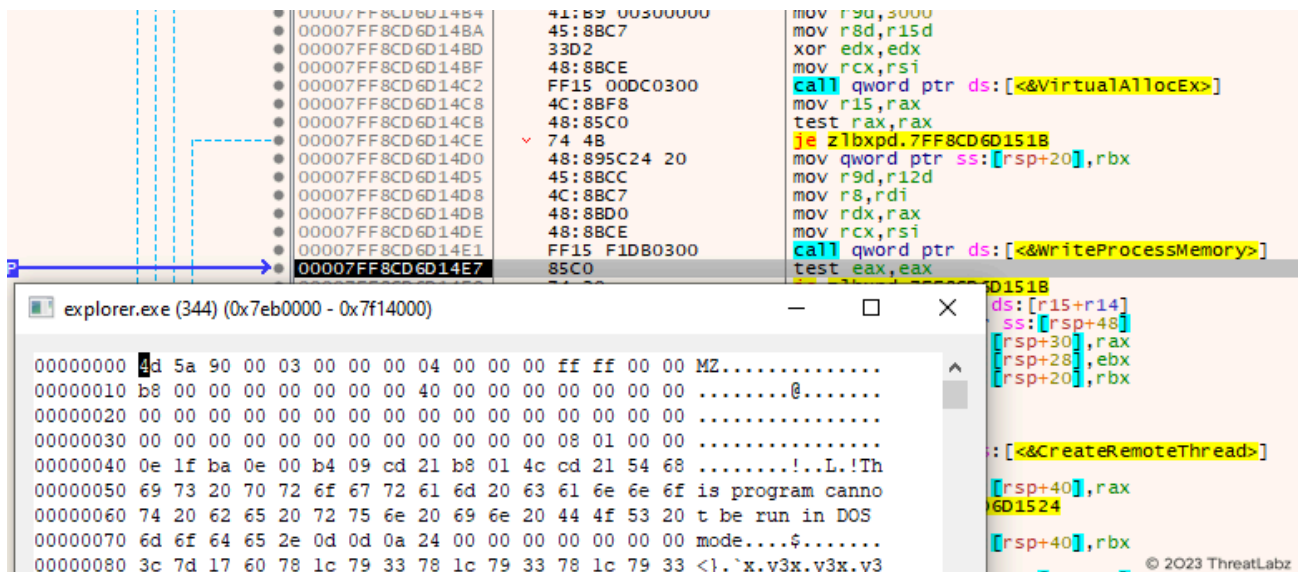 00007FF8CD6D14B4 41:B9 00300000 mov r9d,3000
00007FF8CD6D14BA 45:8BC7 mov r8d,r15d
00007FF8CD6D14BD 33D2 xor edx,edx
00007FF8CD6D14BF 48:8BCE mov rcx,rsi
00007FF8CD6D14C2 FF15 00DC0300 call qword ptr ds:[<&VirtualAllocEx>]
00007FF8CD6D14C8 4C:8BF8 mov r15,rax
00007FF8CD6D14CB 48:85C0 test rax,rax
00007FF8CD6D14CE 74 4B je zlbxpd.7FF8CD6D151B
00007FF8CD6D14D0 48:895C24 20 mov qword ptr ss:[rsp+20],rbx
00007FF8CD6D14D5 45:8BCC mov r9d,r12d
00007FF8CD6D14D8 4C:8BC7 mov r8,rdi
00007FF8CD6D14DB 48:8BD0 mov rdx,rax
00007FF8CD6D14DE 48:8BCE mov rcx,rsi
00007FF8CD6D14E1 FF15 F1DB0300 call qword ptr ds:[<&WriteProcessMemory>]
00007FF8CD6D14E7 85C0 test eax,eax
6D151B
ds:[r15+r14]
ss:[rsp+48]
[rsp+30],rax
[rsp+28],ebx
[rsp+20],rbx
:[<&CreateRemoteThread>]
[rsp+40],rax
6D1524
[rsp+40],rbx
explorer.exe (344) (0x7eb0000 - 0x7f14000)
00000000 4d 5a 90 00 03 00 00 00 04 00 00 00 ff ff 00 00 MZ..............
00000010 b8 00 00 00 00 00 00 00 40 00 00 00 00 00 00 00 ........@.......
00000020 00 00 00 00 00 00 00 00 00 00 00 00 00 00 00 00 ................
00000030 00 00 00 00 00 00 00 00 00 00 00 00 08 01 00 00 ................
00000040 0e 1f ba 0e 00 b4 09 cd 21 b8 01 4c cd 21 54 68 ........!..L.!Th
00000050 69 73 20 70 72 6f 67 72 61 6d 20 63 61 6e 6e 6f is program canno
00000060 74 20 62 65 20 72 75 6e 20 69 6e 20 44 4f 53 20 t be run in DOS
00000070 6d 6f 64 65 2e 0d 0d 0a 24 00 00 00 00 00 00 00 mode....$.......
00000080 3c 7d 17 60 78 1c 79 33 78 1c 79 33 78 1c 79 33 <}.`x.y3x.y3x.y3
© 2023 ThreatLabz